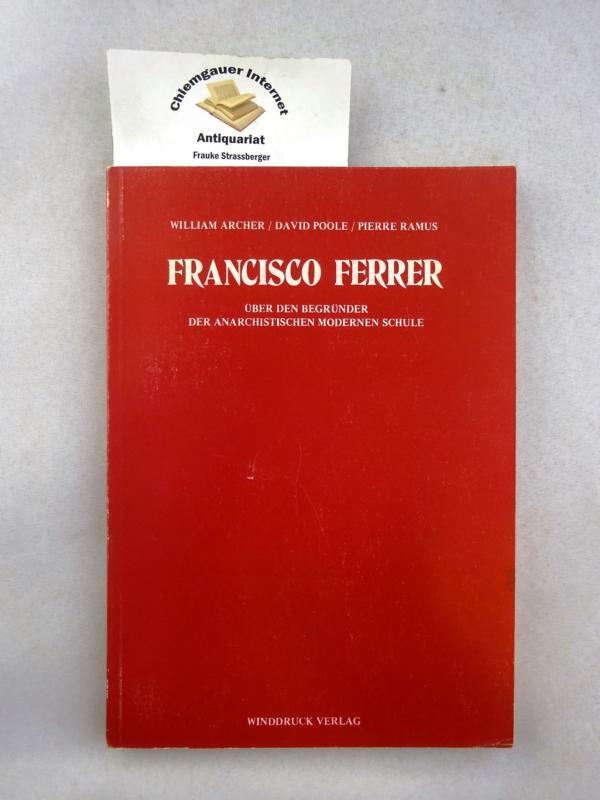 Chiemgauer Internet
Antiquariat
Frauke Strassberger
WILLIAM ARCHER / DAVID POOLE / PIERRE RAMUS
FRANCISCO FERRER
ÜBER DEN BEGRÜNDER
DER ANARCHISTISCHEN MODERNEN SCHULE
WINDDRUCK VERLAG